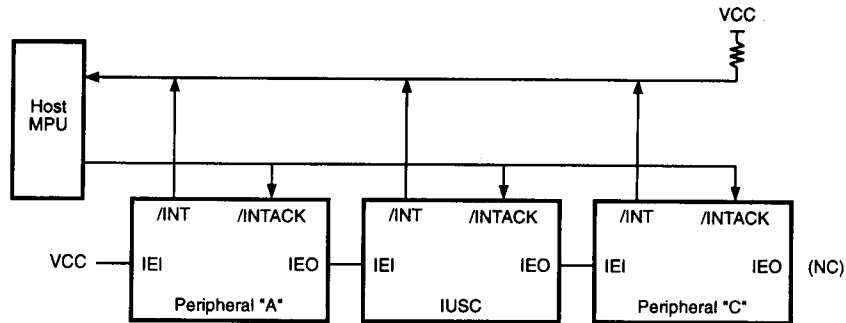 VCC
Host
MPU
/INT /INTACK /INT /INTACK /INT /INTACK
VCC IEI IEO IEI IEO IEI IEO (NC)
Peripheral "A" IUSC Peripheral "C"